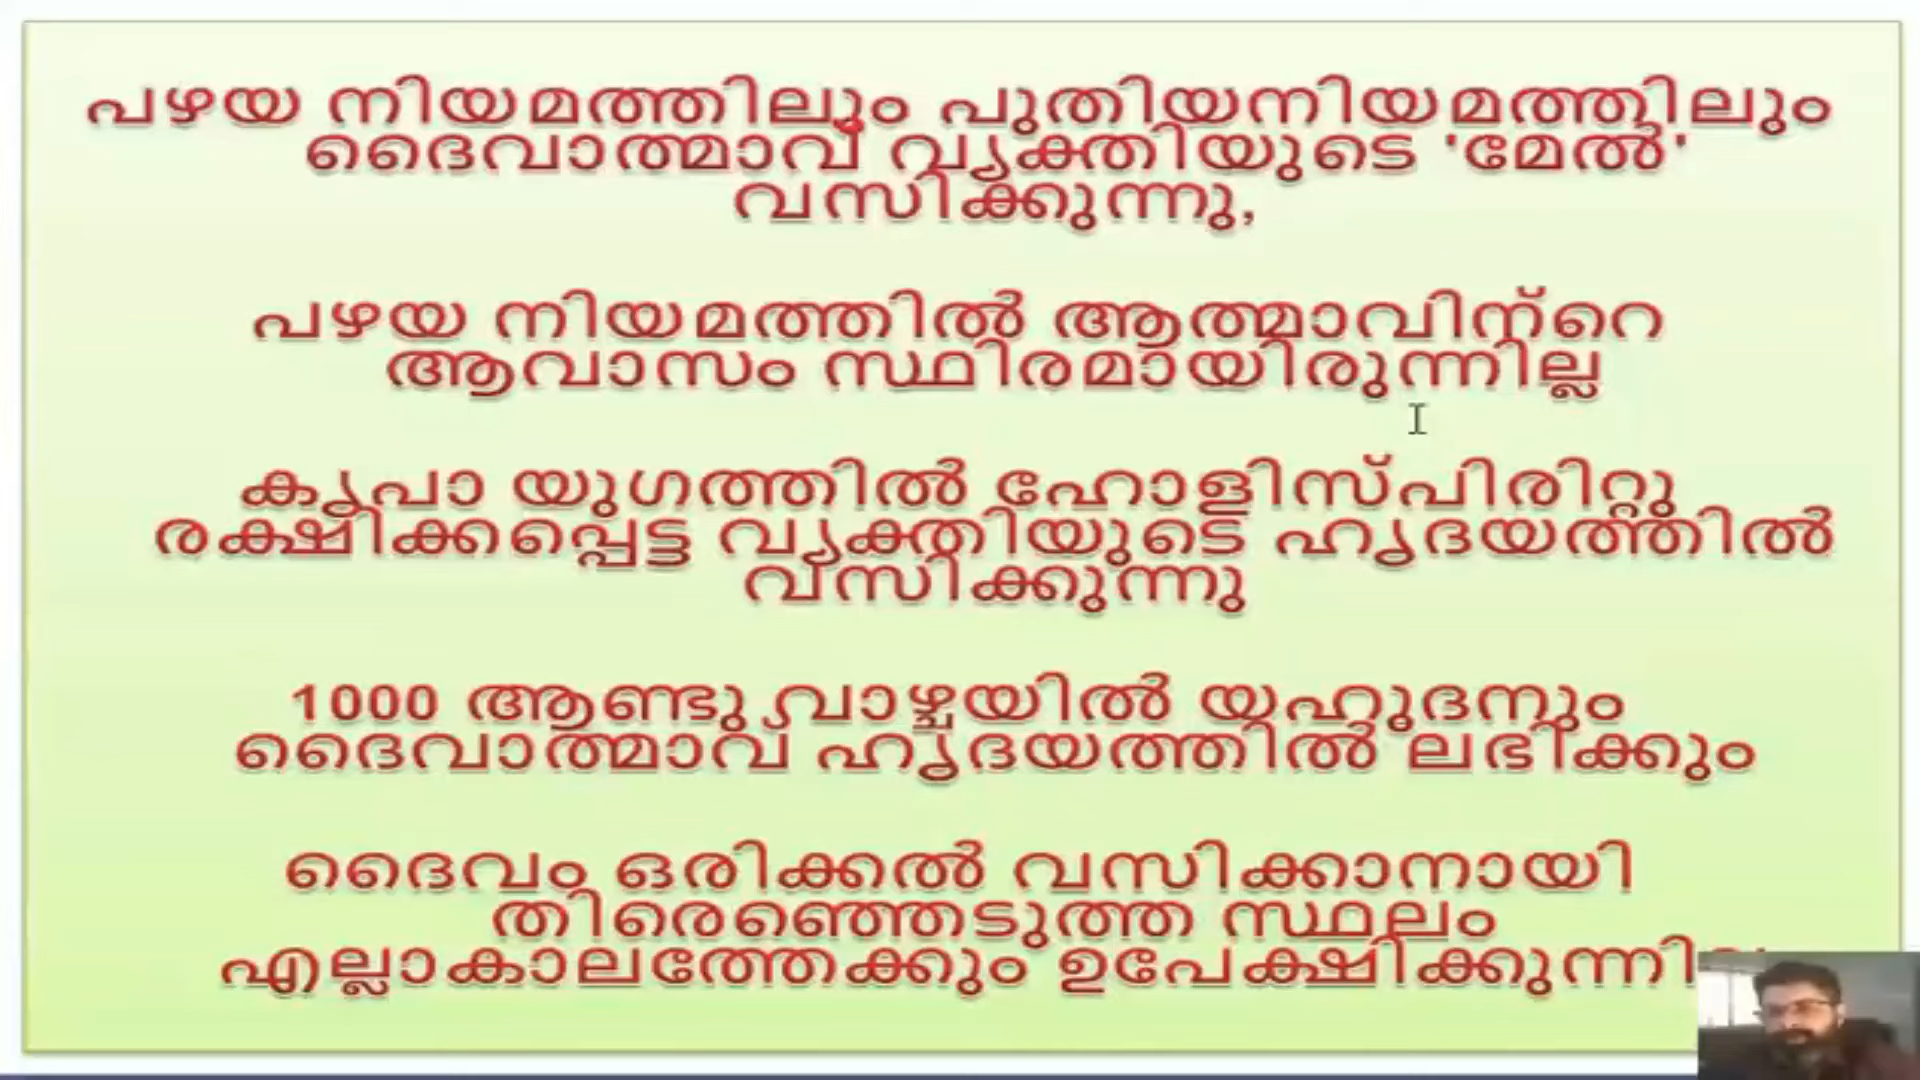 പഴയ നിയമത്തിലും പുതിയനിയമത്തിലും
ദൈവാത്മാവ് വ്യക്തിയുടെ 'മേൽ'
വസിക്കുന്നു,
പഴയ നിയമത്തിൽ ആത്മാവിന്റെ
ആവാസം സ്ഥിരമായിരുന്നില്ല
കൃപാ യുഗത്തിൽ ഹോളിസ്പിരിറ്റു
രക്ഷിക്കപ്പെട്ട വ്യക്തിയുടെ ഹൃദയത്തിൽ
വസിക്കുന്നു
1000 ആണ്ടു വാഴ്ചയിൽ യഹൂദനും
ദൈവാത്മാവ് ഹൃദയത്തിൽ ലഭിക്കും
ദൈവം ഒരിക്കൽ വസിക്കാനായി
തിരെഞ്ഞെടുത്ത സ്ഥലം
എല്ലാകാലത്തേക്കും